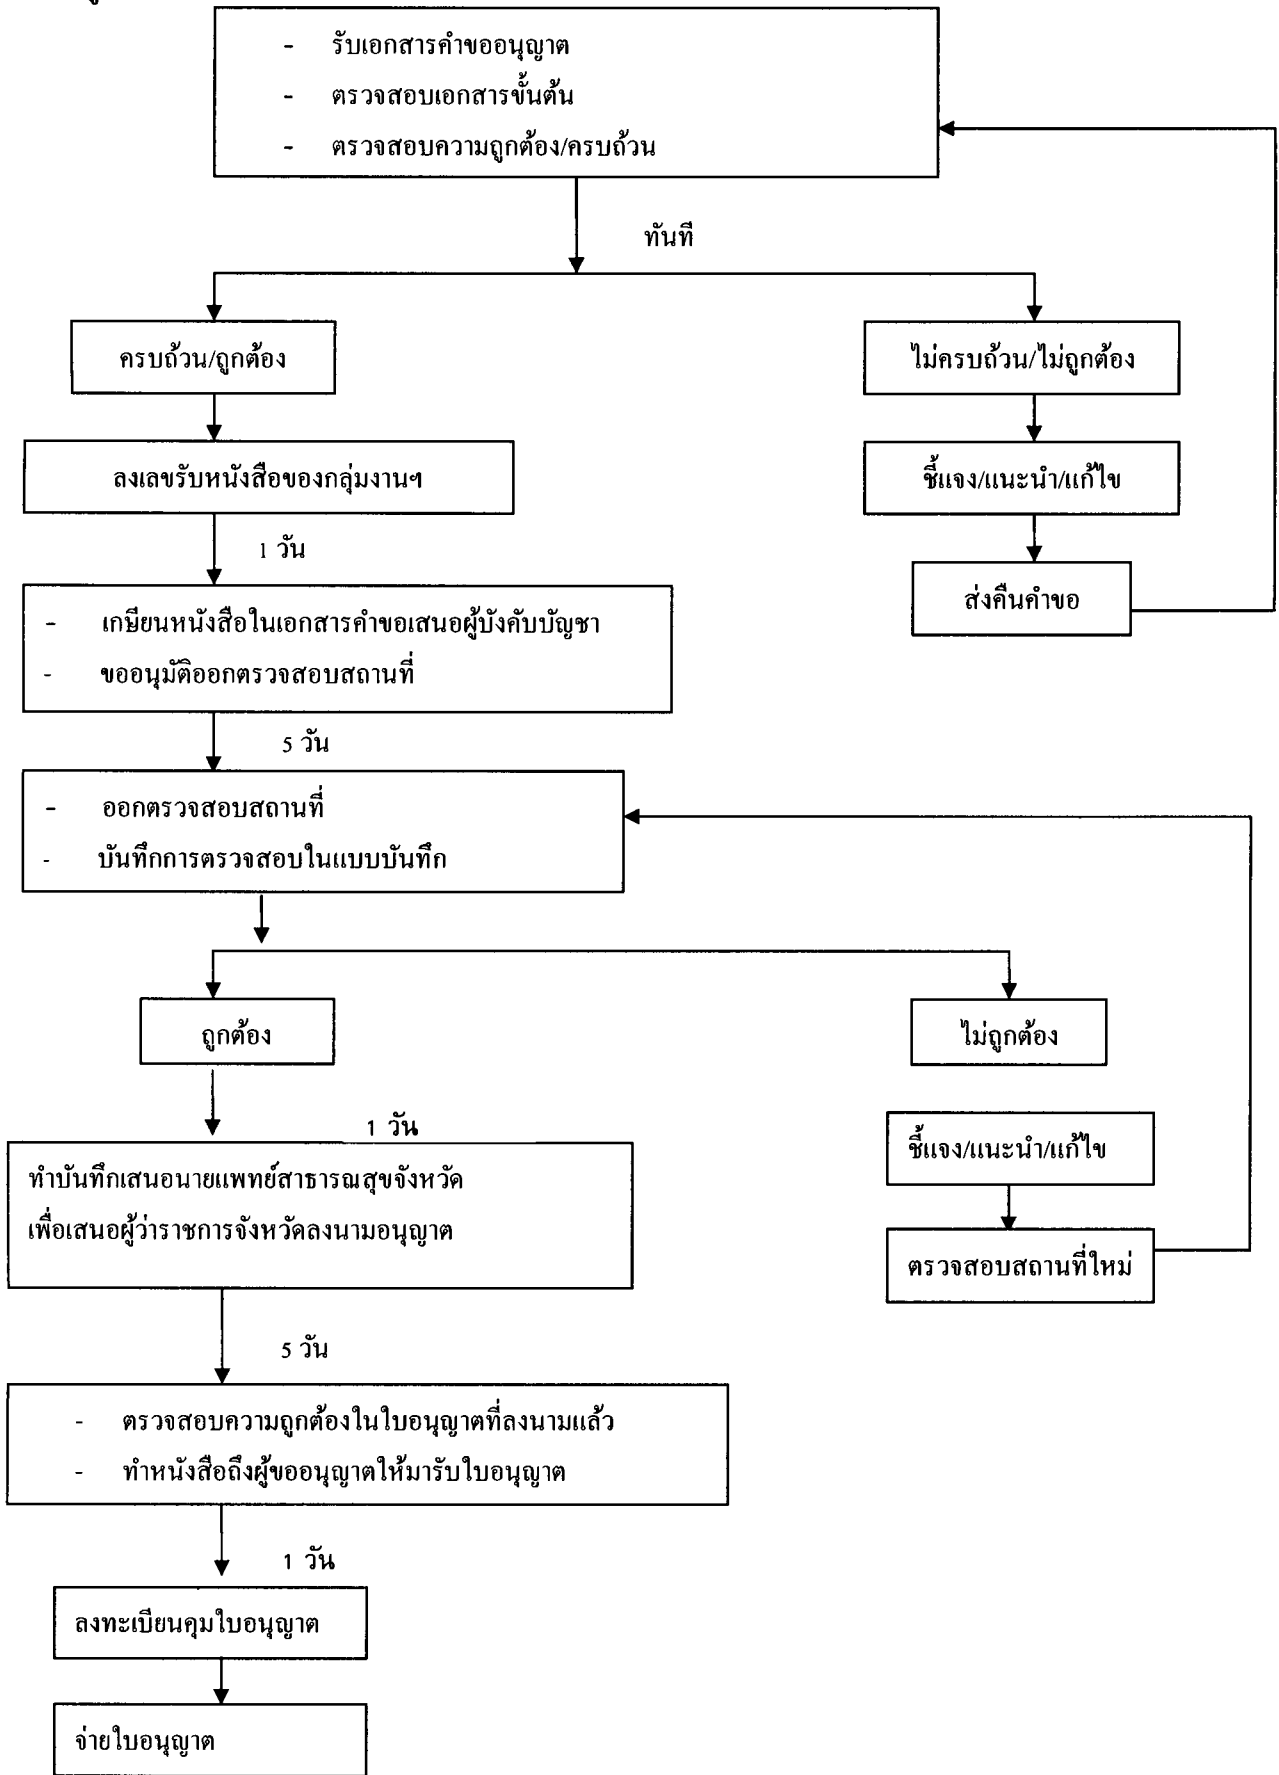 - รับเอกสารคำขออนุญาต
- ตรวจสอบเอกสารขั้นต้น
- ตรวจสอบความถูกต้อง/ครบถ้วน
ทันที
ครบถ้วน/ถูกต้อง
ไม่ครบถ้วน/ไม่ถูกต้อง
ลงเลขรับหนังสือของกลุ่มงานฯ
ชี้แจง/แนะนำ/แก้ไข
1 วัน
ส่งคืนคำขอ
- เกษียนหนังสือในเอกสารคำขอเสนอผู้บังคับบัญชา
- ขออนุมัติออกตรวจสอบสถานที่
5 วัน
- ออกตรวจสอบสถานที่
- บันทึกการตรวจสอบในแบบบันทึก
ถูกต้อง
ไม่ถูกต้อง
1 วัน
ชี้แจง/แนะนำ/แก้ไข
ทำบันทึกเสนอนายแพทย์สาธารณสุขจังหวัด
เพื่อเสนอผู้ว่าราชการจังหวัดลงนามอนุญาต
ตรวจสอบสถานที่ใหม่
5 วัน
- ตรวจสอบความถูกต้องในใบอนุญาตที่ลงนามแล้ว
- ทำหนังสือถึงผู้ขออนุญาตให้มารับใบอนุญาต
1 วัน
ลงทะเบียนคุมใบอนุญาต
จ่ายใบอนุญาต